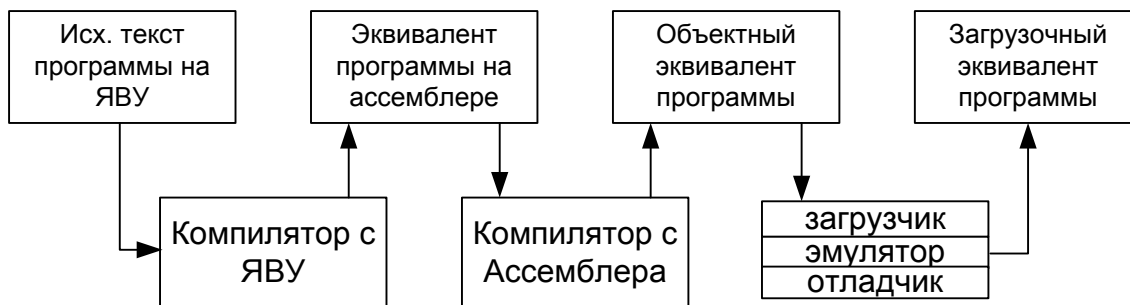 Исх. текст
программы на
ЯВУ
Эквивалент
программы на
ассемблере
Объектный
эквивалент
программы
Загрузочный
эквивалент
программы
Компилятор с
ЯВУ
Компилятор с
Ассемблера
загрузчик
эмулятор
отладчик